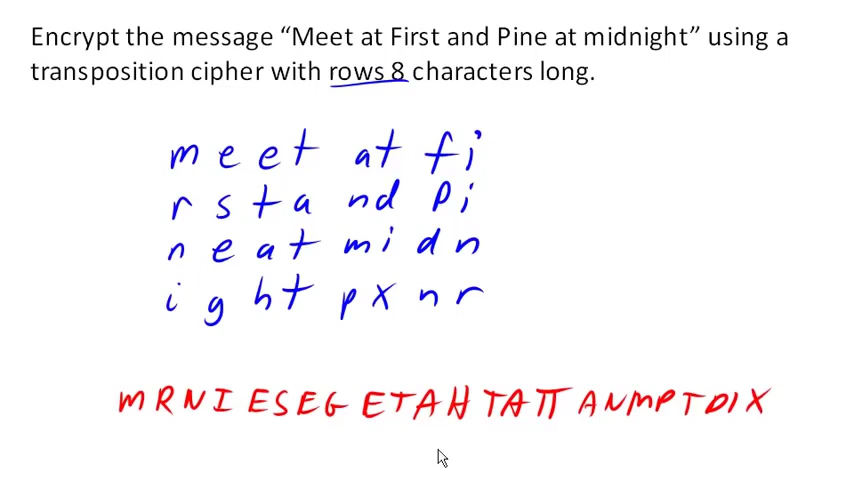 Encrypt the message “Meet at First and Pine at midnight” using a
transposition cipher with rows 8 characters long.
m e e t a t f i
r s t a n d p i
n e a t m i d n
i g h t p x n r
MRNI ESEG ETAH TATT ANMP TDIX